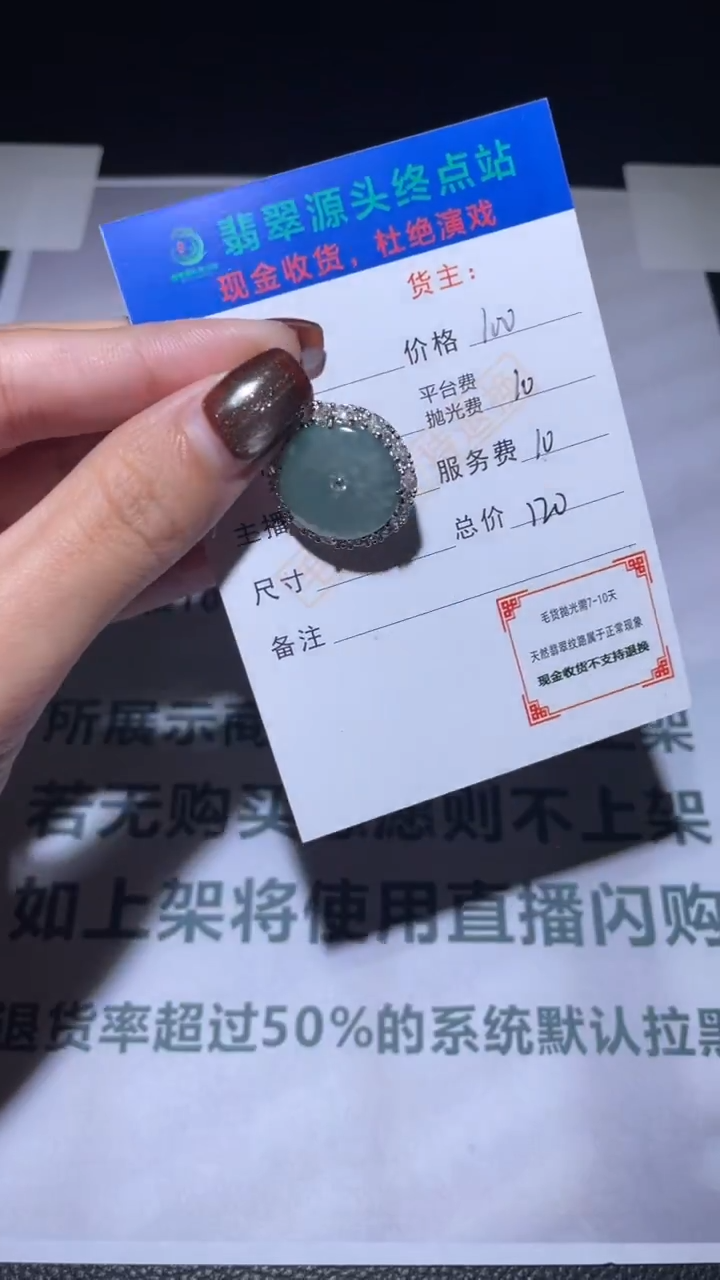 翡翠源头终点站
现金收货，杜绝演戏
货主：
价格 100
平台费
抛光费 10
服务费 10
主播
总价 120
尺寸
备注
毛货抛光需7-10天
天然翡翠纹路属于正常现象
现金收货不支持退换
所展示商 上架
若无购买 愿则不上架
如上架将使用直播闪购
退货率超过50%的系统默认拉黑